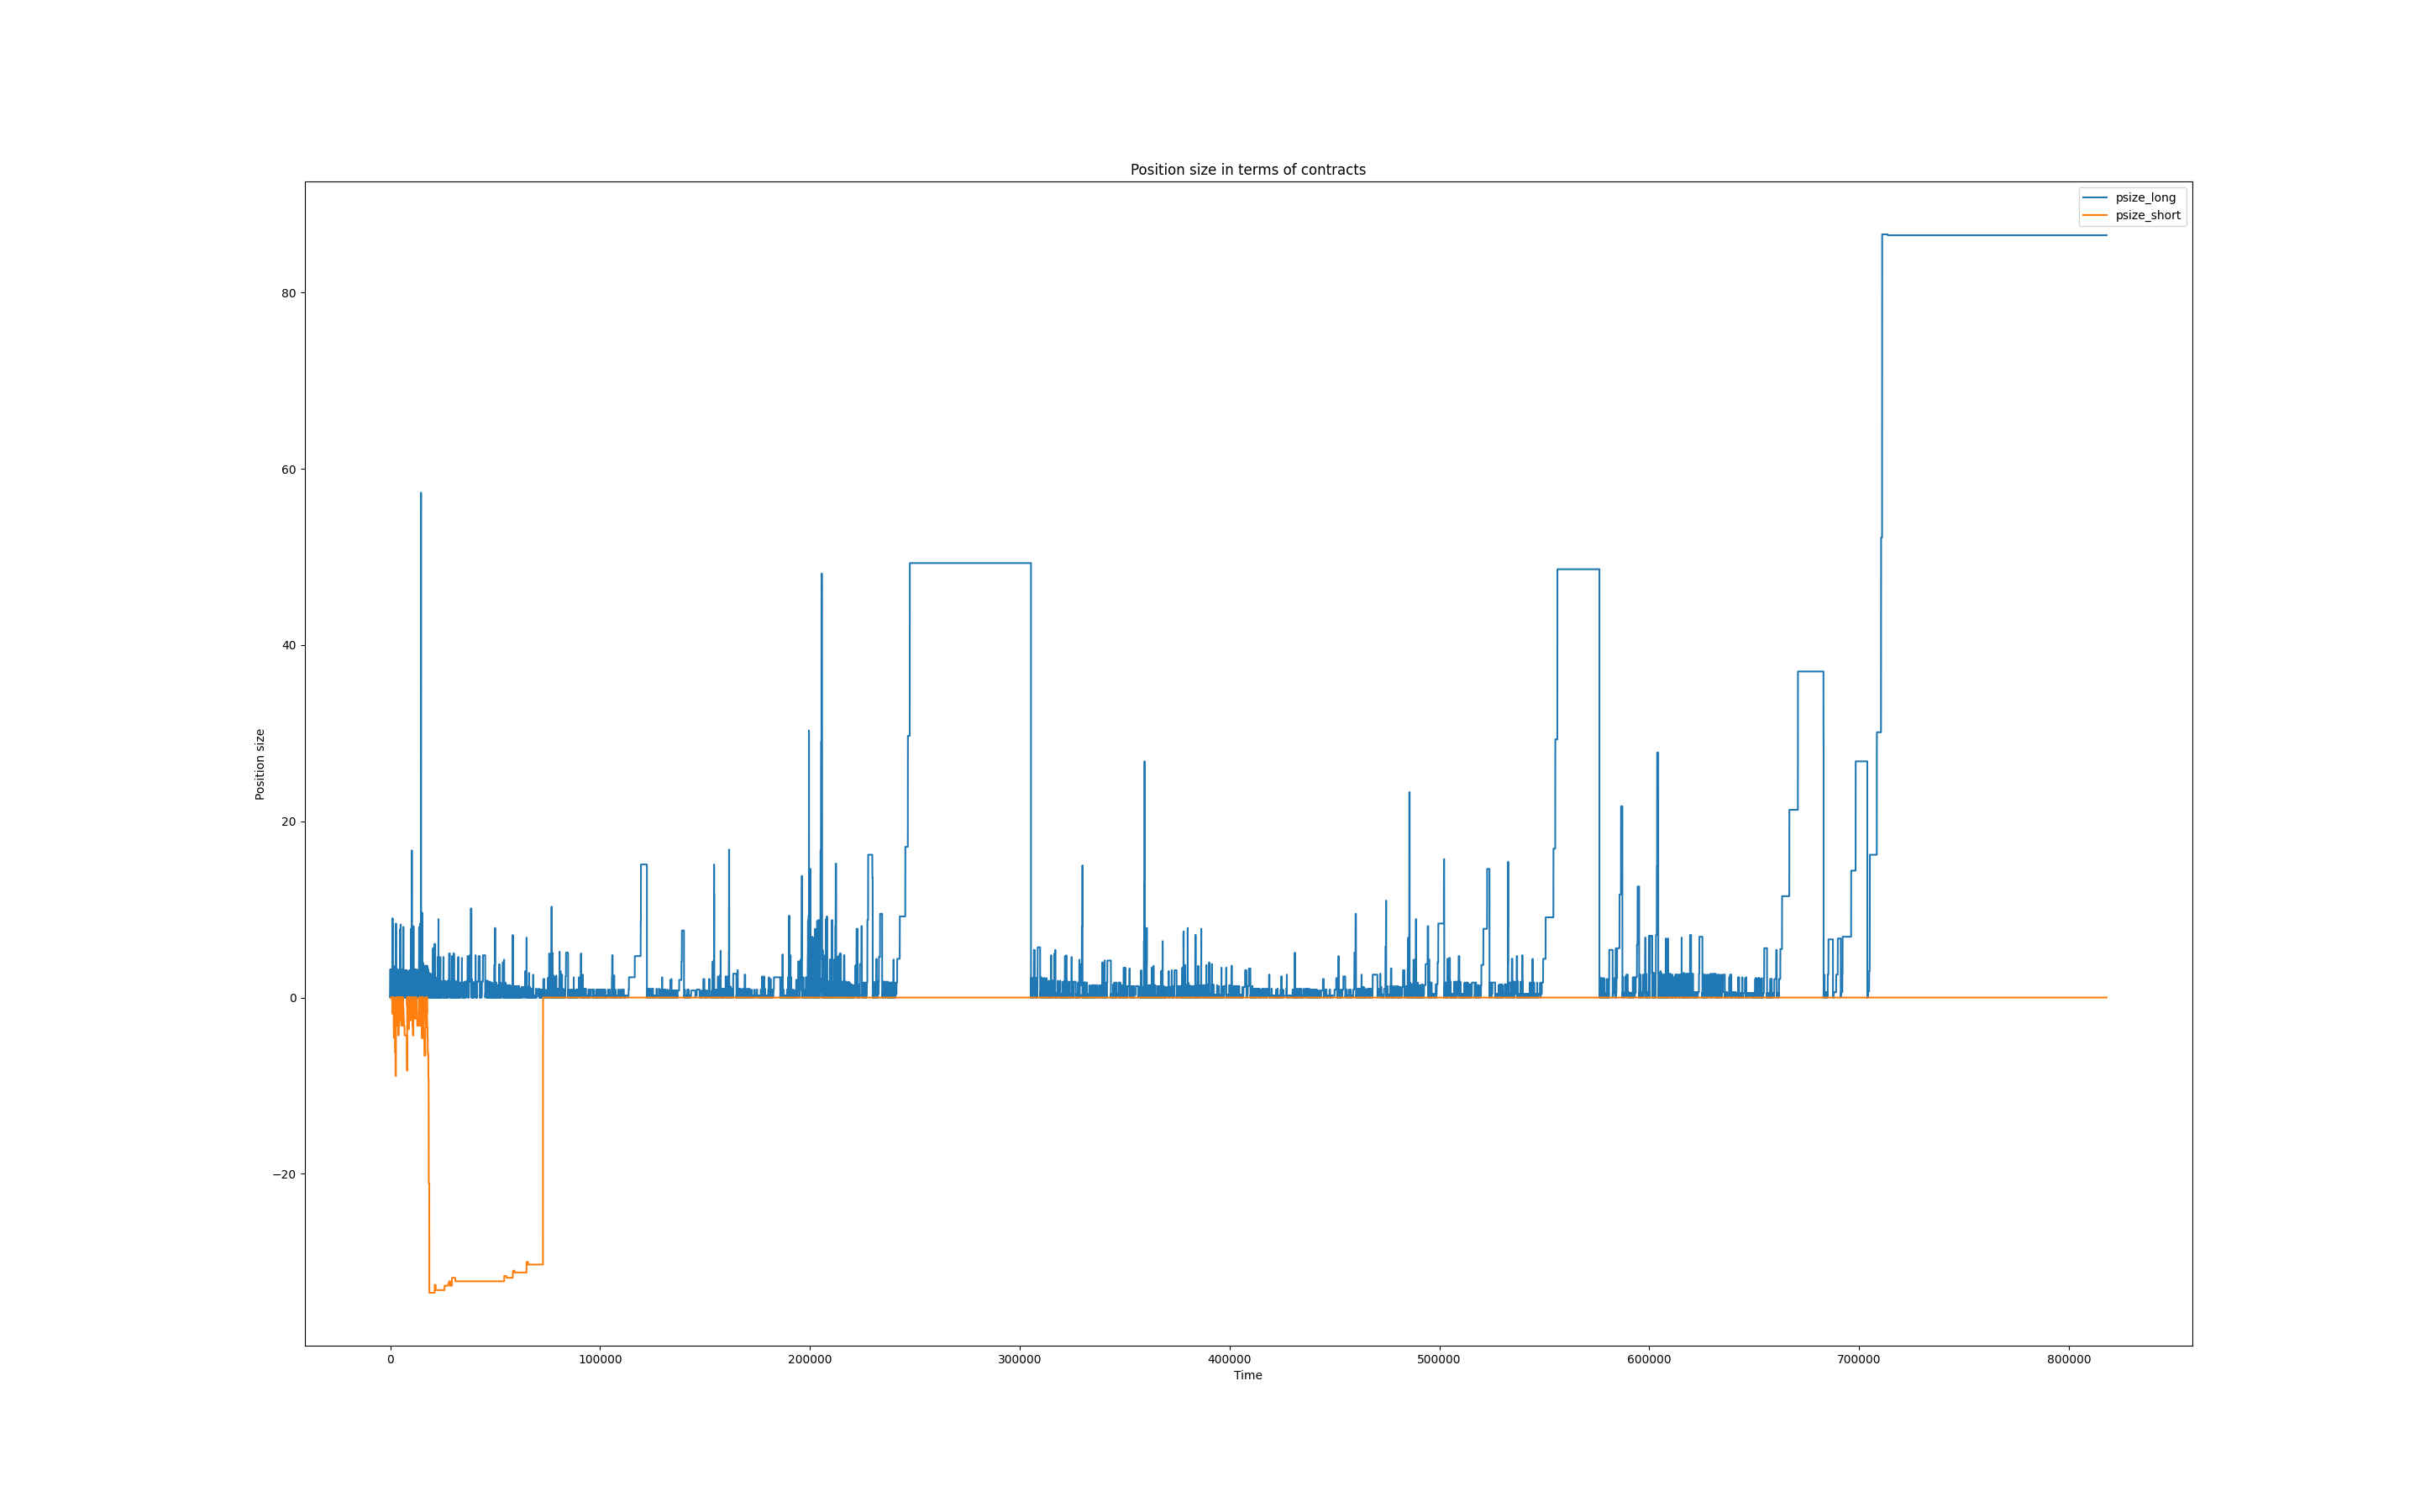 Position size in terms of contracts
psize_long
psize_short
80
60
40
20
0
−20
Position size
0 100000 200000 300000 400000 500000 600000 700000 800000
Time